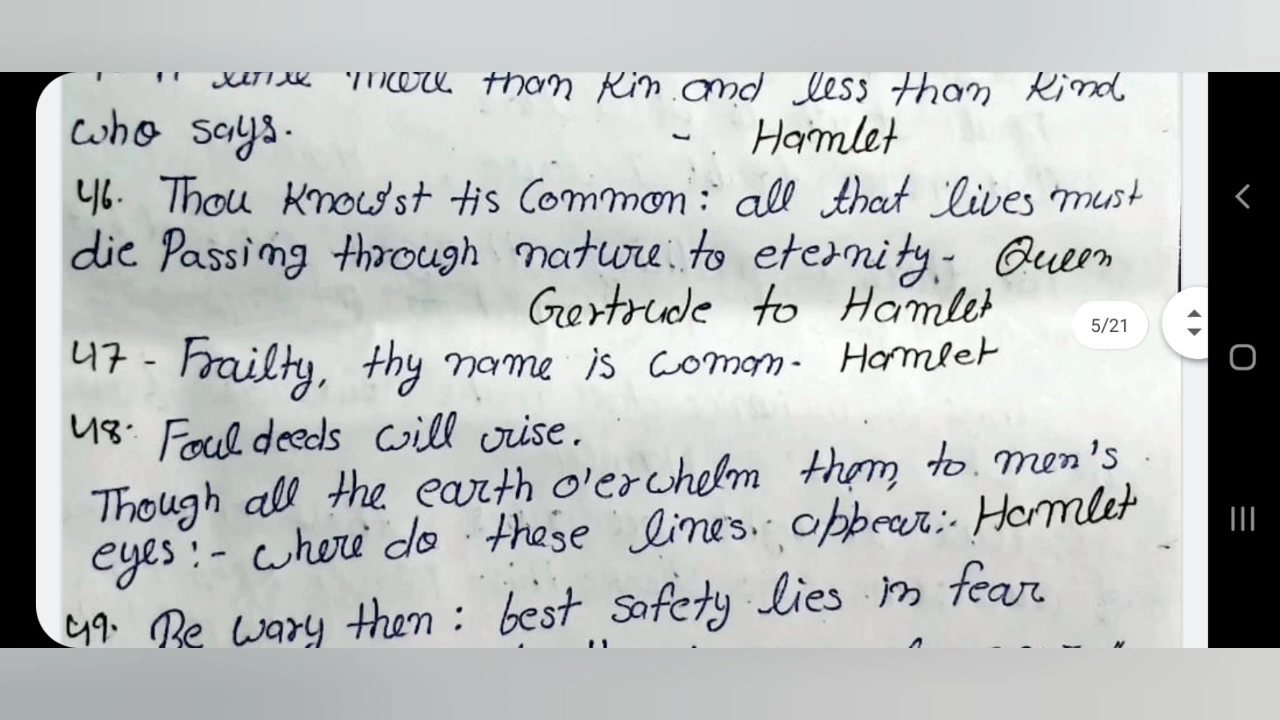 more than Kin and less than Kind
who says. - Hamlet
46. Thou Know'st tis Common: all that lives must
die Passing through nature to eternity- Queen
Gertrude to Hamlet
5/21
47 - Frailty, thy name is woman- Hamlet
48. Foul deeds will rise.
Though all the earth o'erwhelm them, to men's
eyes:- where do these lines appear:- Hamlet
49. Be wary then: best safety lies in fear